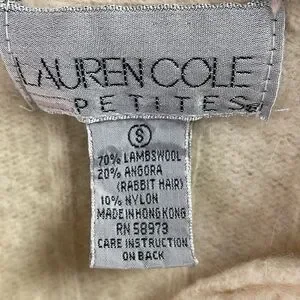 LAUREN COLE
PETITES
S
70% LAMBSWOOL
20% ANGORA
(RABBIT HAIR)
10% NYLON
MADE IN HONG KONG
RN 58973
CARE INSTRUCTION
ON BACK